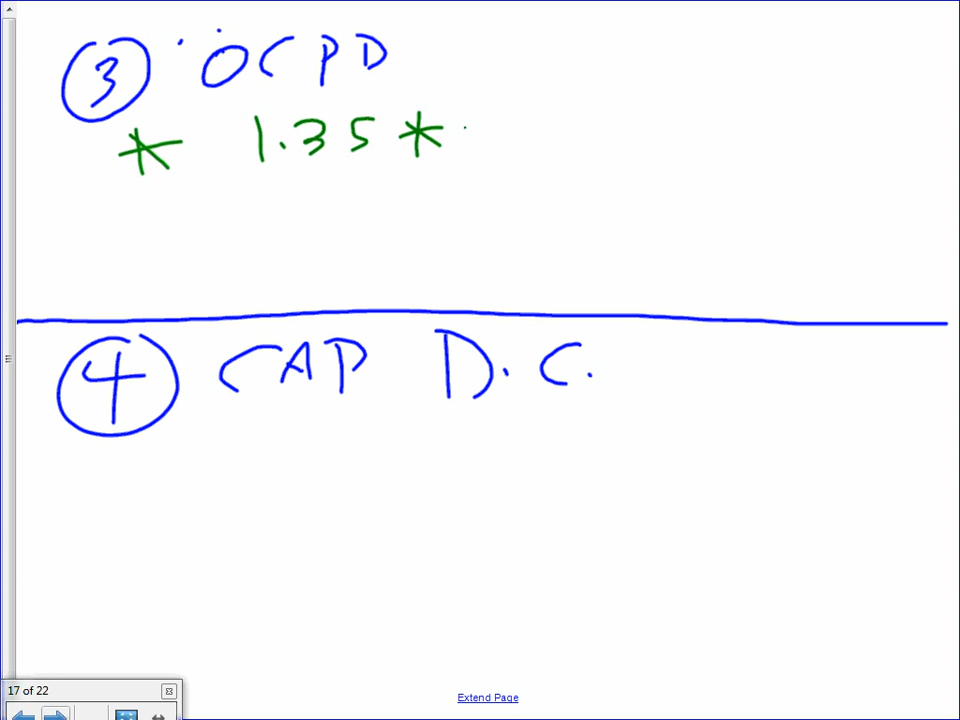 3 OCPD
* 1.35 *
4 CAP D.C.
17 of 22
Extend Page